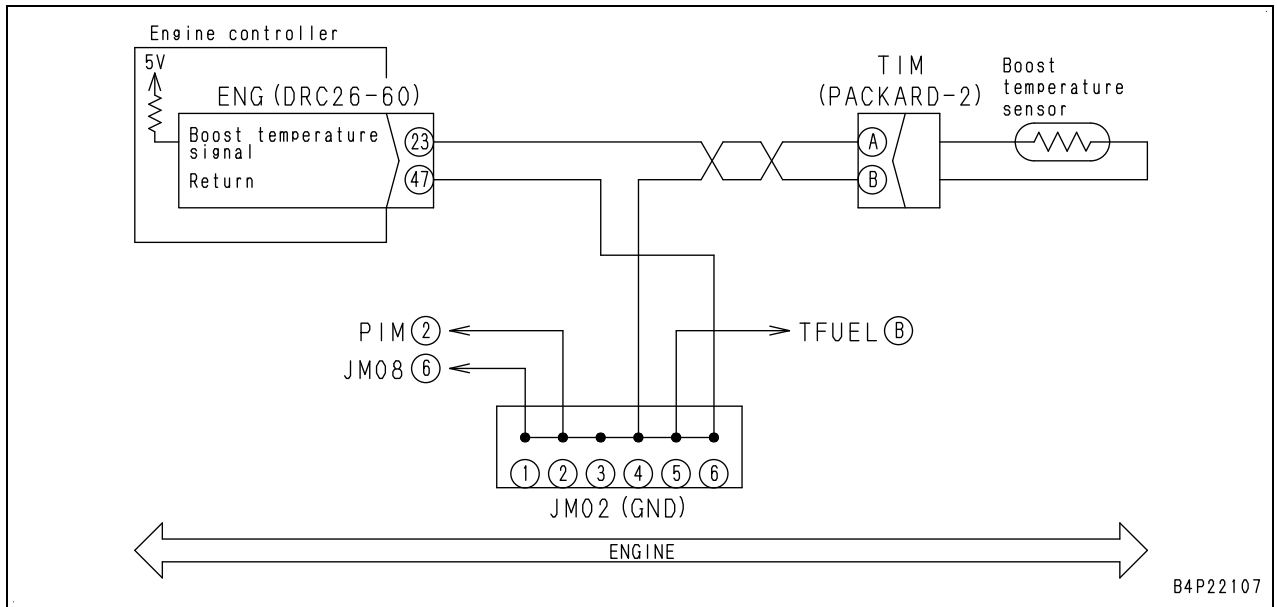 Engine controller
5V
ENG (DRC26-60)
Boost temperature
signal
Return
23
47
TIM
(PACKARD-2)
A
B
Boost
temperature
sensor
PIM 2
JM08 6
TFUEL B
1 2 3 4 5 6
JM02 (GND)
ENGINE
B4P22107